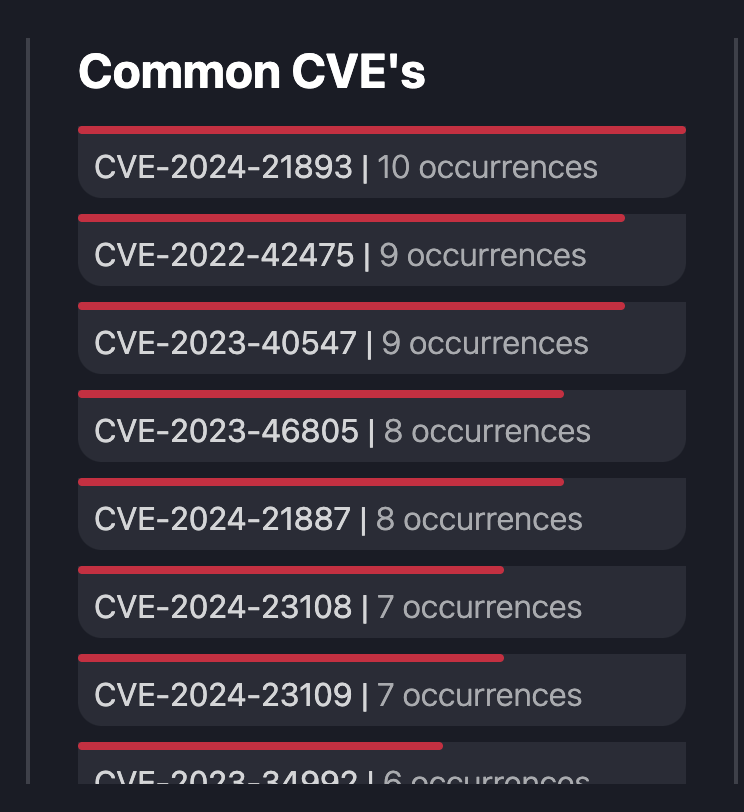 Common CVE's
CVE-2024-21893 | 10 occurrences
CVE-2022-42475 | 9 occurrences
CVE-2023-40547 | 9 occurrences
CVE-2023-46805 | 8 occurrences
CVE-2024-21887 | 8 occurrences
CVE-2024-23108 | 7 occurrences
CVE-2024-23109 | 7 occurrences
CVE-2023-34992 | 6 occurrences